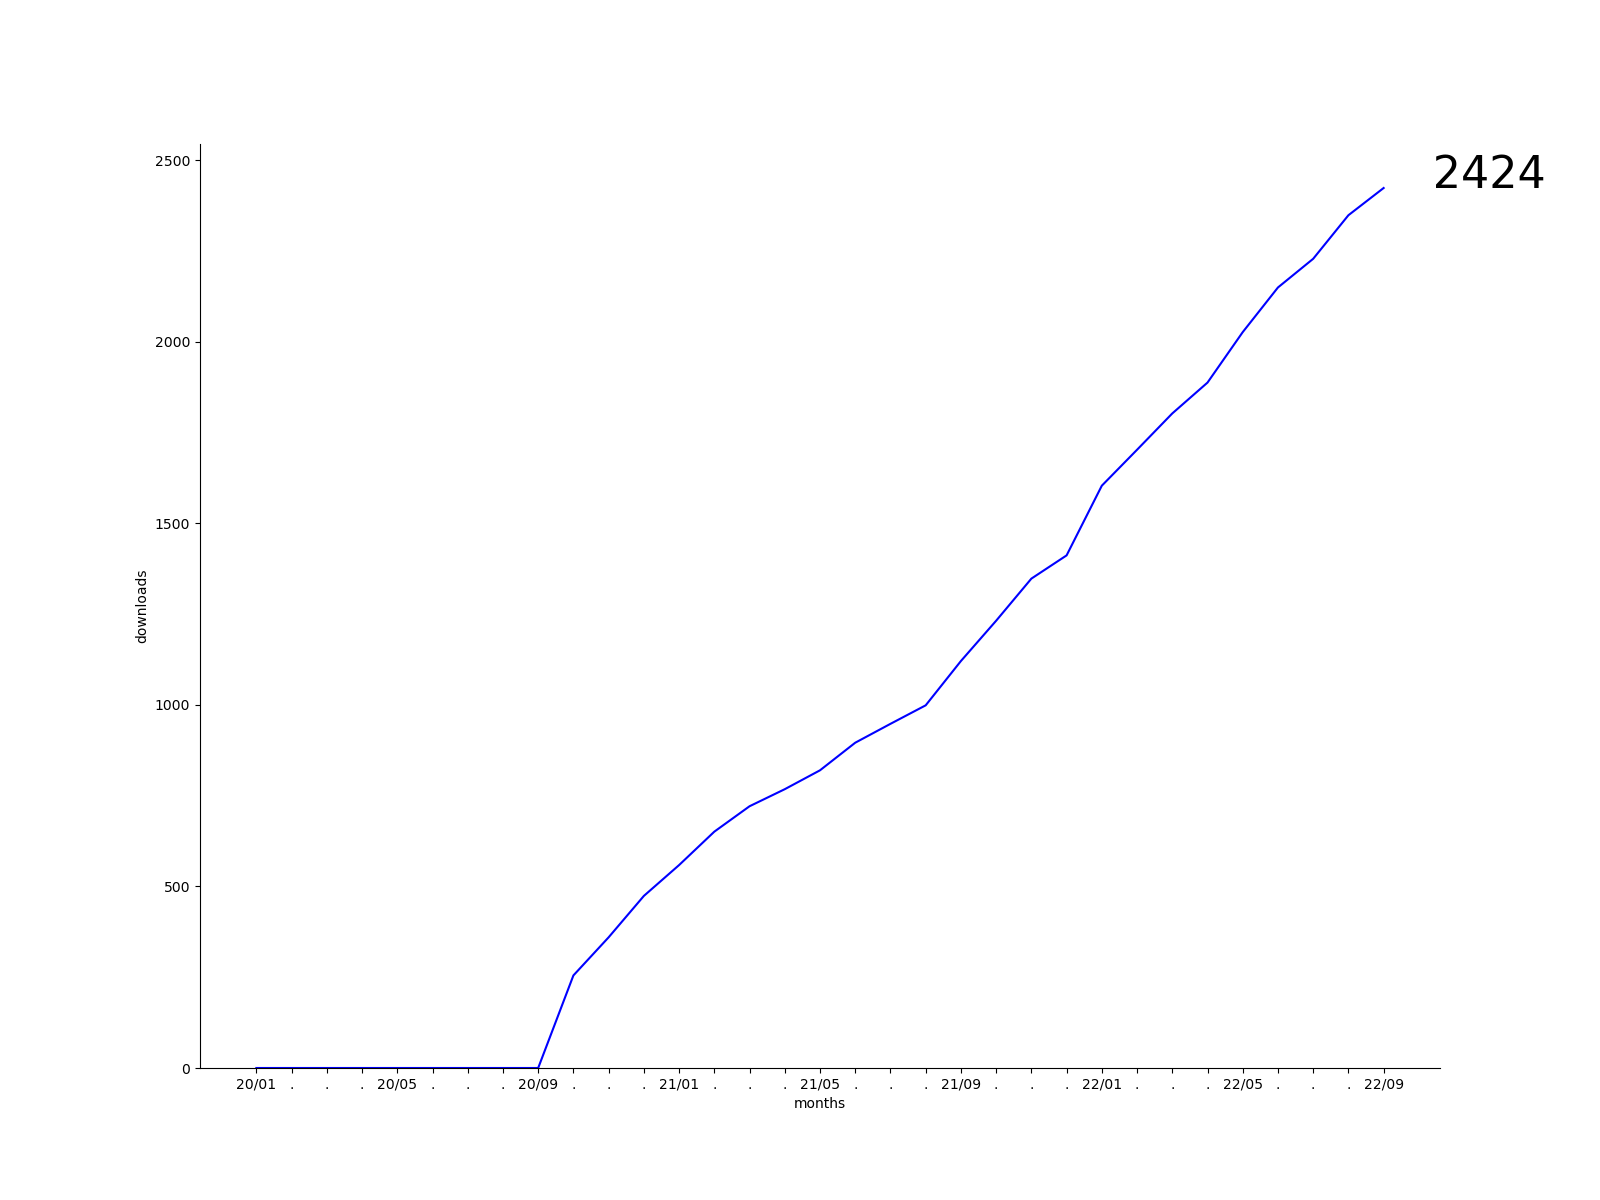 2424
2500
2000
1500
1000
500
0
downloads
20/01 . . . 20/05 . . . 20/09 . . . 21/01 . . . 21/05 . . . 21/09 . . . 22/01 . . . 22/05 . . . 22/09
months